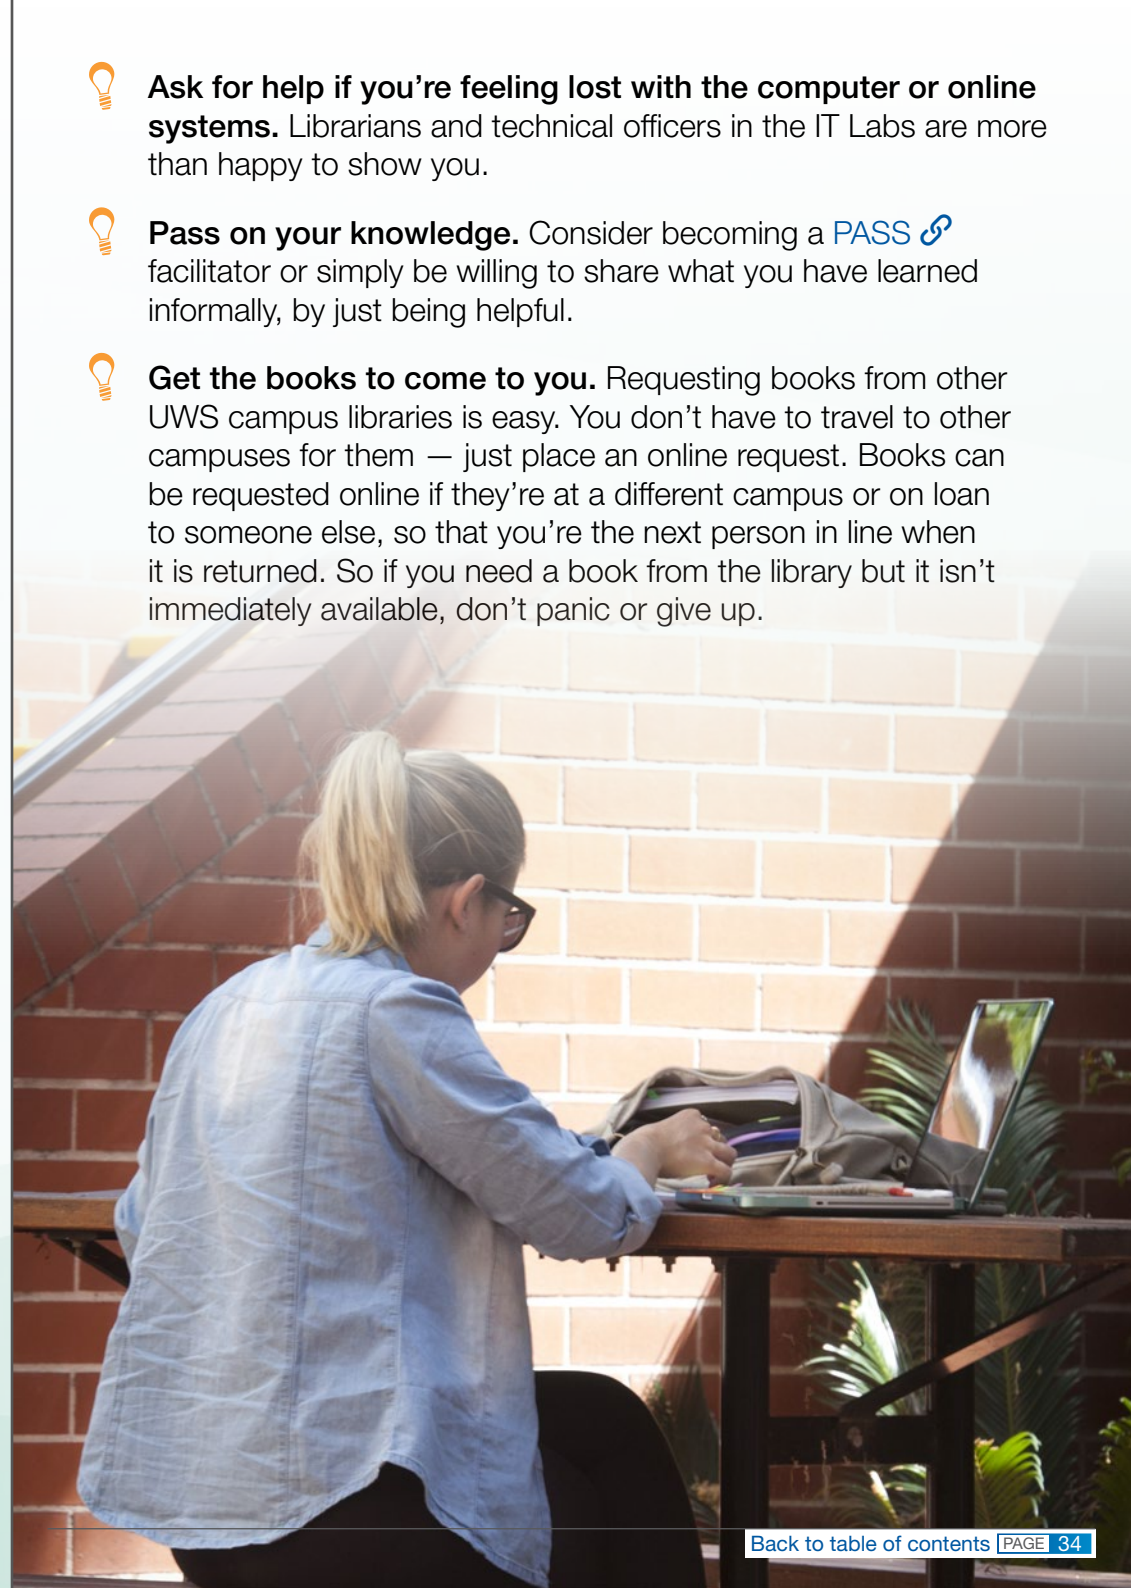 Ask for help if you're feeling lost with the computer or online
systems. Librarians and technical officers in the IT Labs are more
than happy to show you.
Pass on your knowledge. Consider becoming a PASS
facilitator or simply be willing to share what you have learned
informally, by just being helpful.
Get the books to come to you. Requesting books from other
UWS campus libraries is easy. You don't have to travel to other
campuses for them — just place an online request. Books can
be requested online if they're at a different campus or on loan
to someone else, so that you're the next person in line when
it is returned. So if you need a book from the library but it isn't
immediately available, don't panic or give up.
Back to table of contents PAGE 34